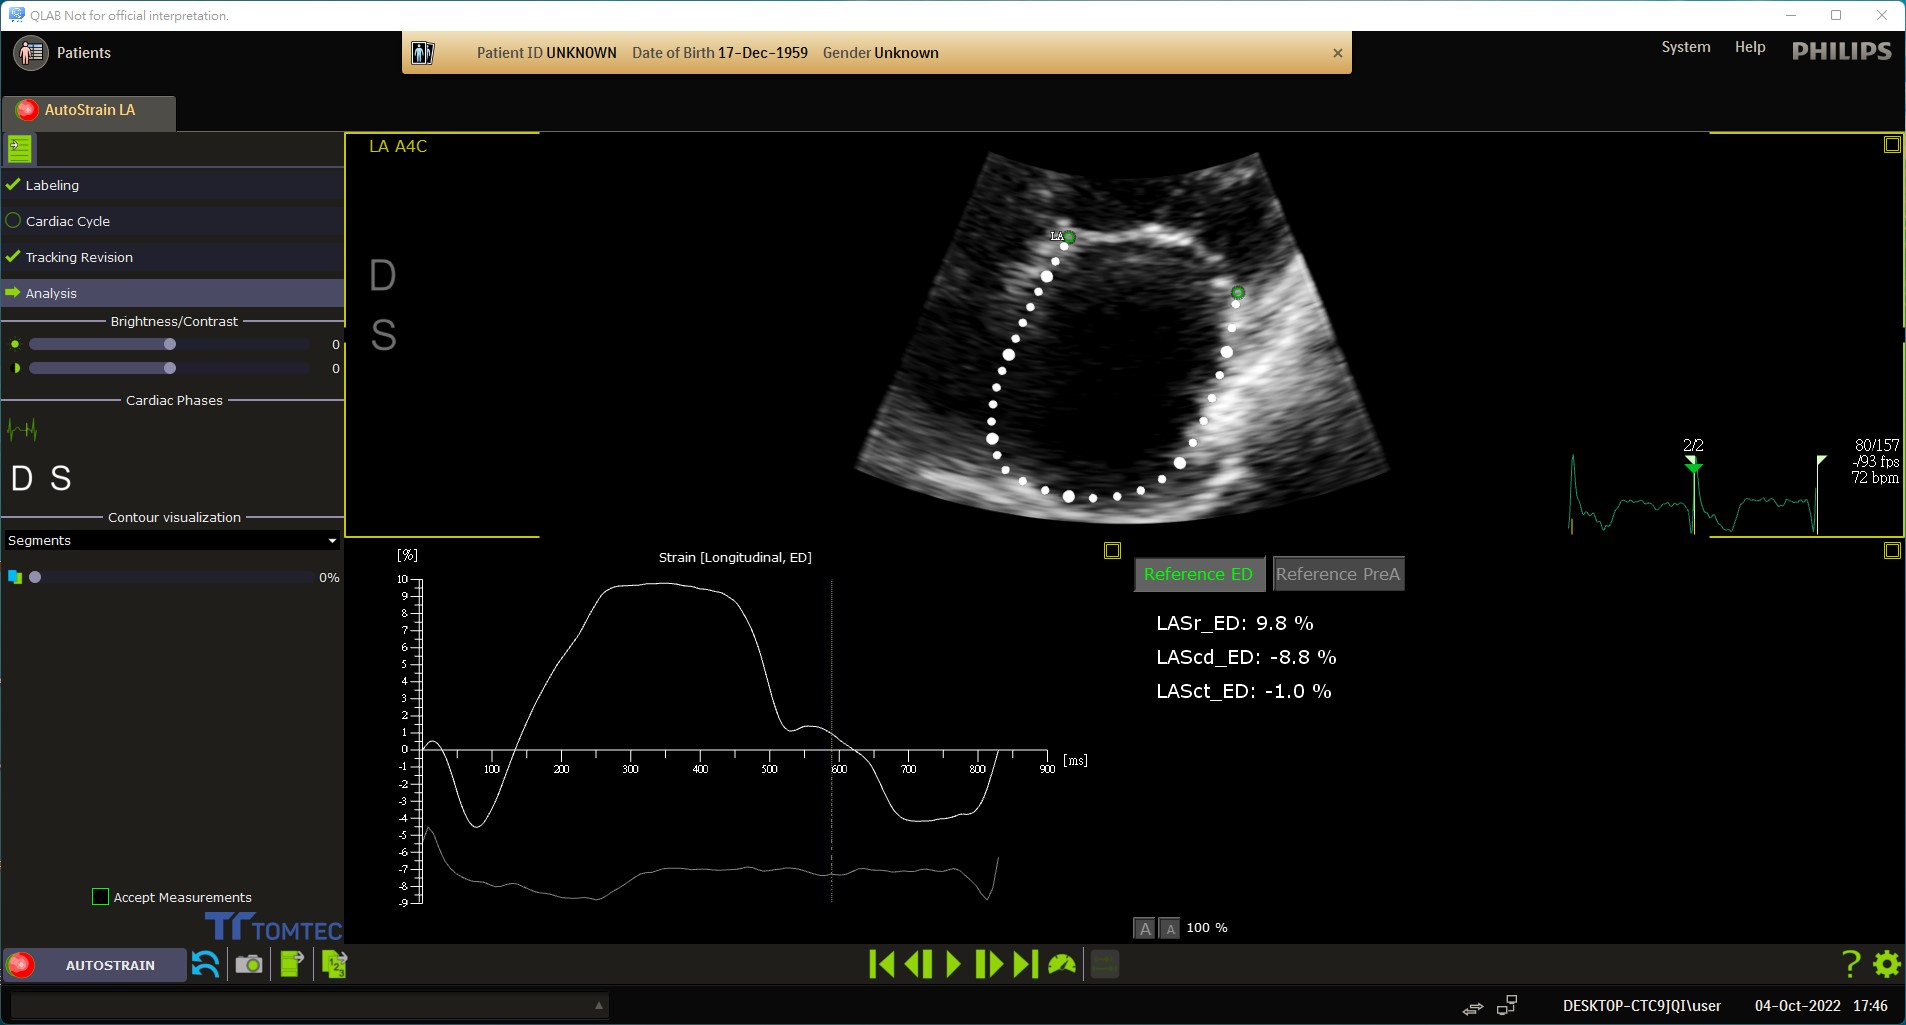 QLAB Not for official interpretation.
Patients
Patient ID UNKNOWN Date of Birth 17-Dec-1959 Gender Unknown
System Help PHILIPS
AutoStrain LA
Labeling
Cardiac Cycle
Tracking Revision
Analysis
Brightness/Contrast
0
0
Cardiac Phases
D S
Contour visualization
Segments
0%
Accept Measurements
TOMTEC
LA A4C
D
S
LA
2/2
80/157
-/93 fps
72 bpm
[%]
Strain [Longitudinal, ED]
10
9
8
7
6
5
4
3
2
1
0
-1
-2
-3
-4
-5
-6
-7
-8
-9
100 200 300 400 500 600 700 800 900 [ms]
Reference ED Reference PreA
LASr_ED: 9.8 %
LAScd_ED: -8.8 %
LASct_ED: -1.0 %
A A 100 %
AUTOSTRAIN
1 2 3
?
DESKTOP-CTC9JQI\user 04-Oct-2022 17:46